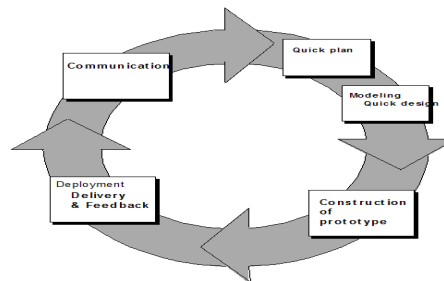 Communication
Quick plan
Modeling
Quick design
Construction
of
prototype
Deployment
Delivery
& Feedback